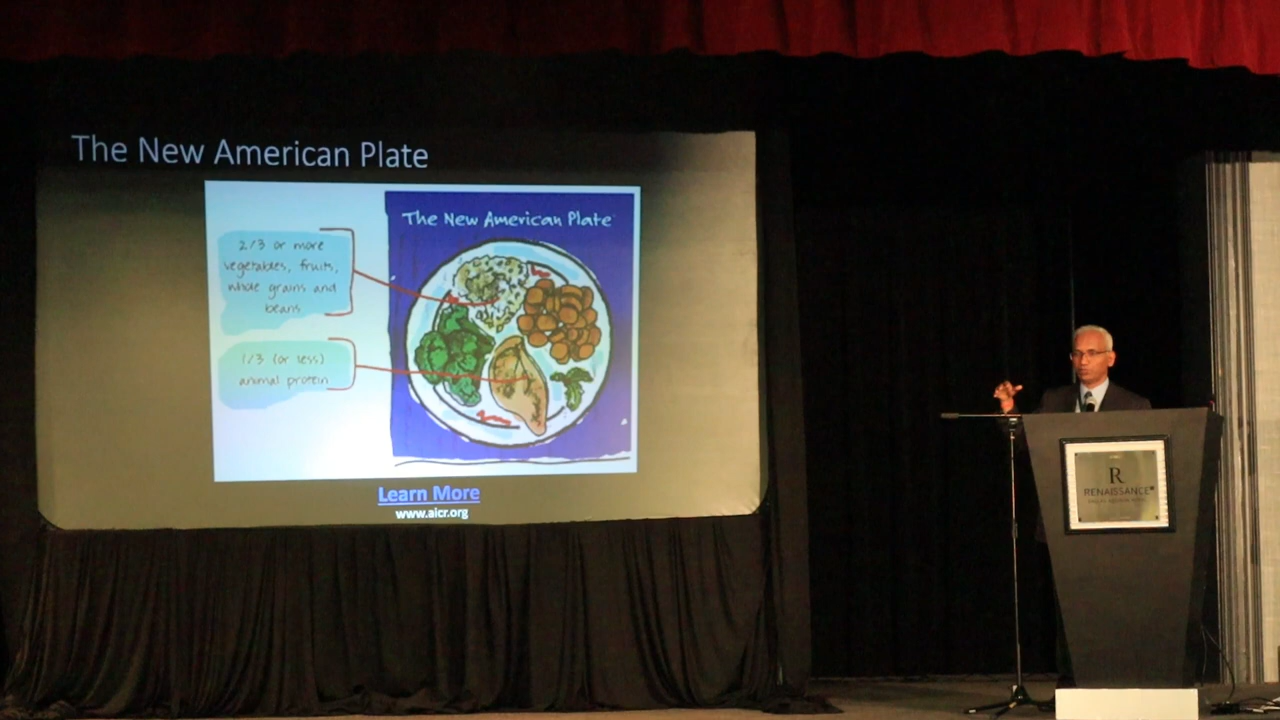 The New American Plate
The New American Plate
2/3 or more
vegetables, fruits,
whole grains and
beans
1/3 (or less)
animal protein
Learn More
www.aicr.org
R
RENAISSANCE